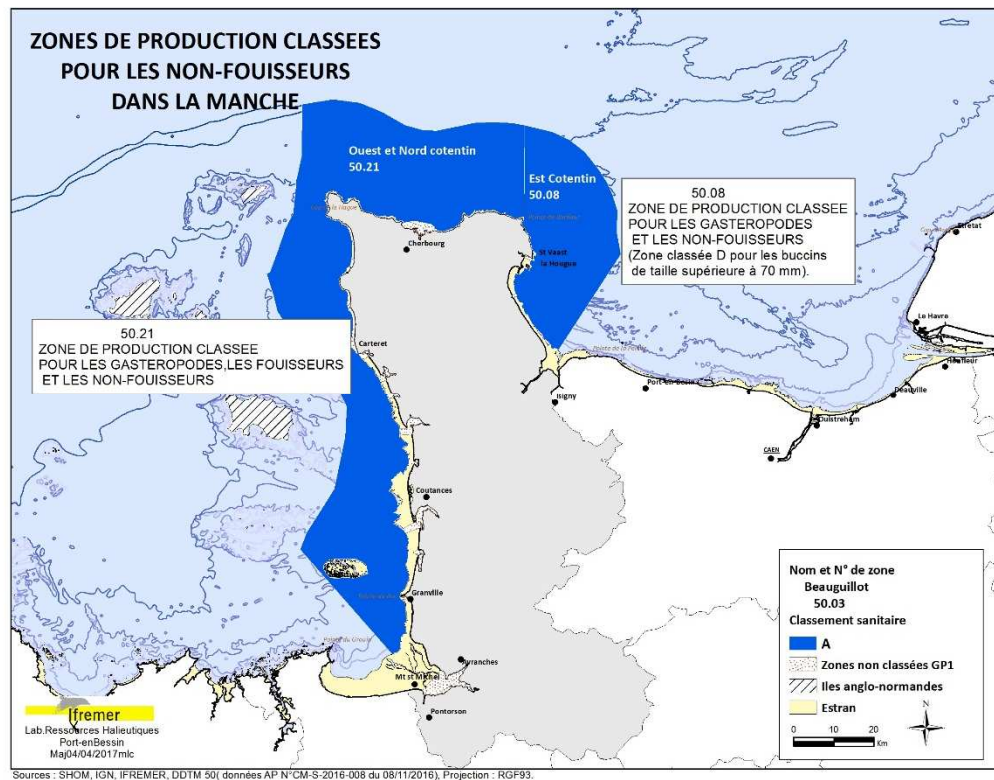 ZONES DE PRODUCTION CLASSEES
POUR LES NON-FOUISSEURS
DANS LA MANCHE
Ouest et Nord cotentin
50.21
Est Cotentin
50.08
50.08
ZONE DE PRODUCTION CLASSEE
POUR LES GASTEROPODES
ET LES NON-FOUISSEURS
(Zone classée D pour les buccins
de taille supérieure à 70 mm).
Etretat
Cherbourg
St Vaast
la Hougue
50.21
ZONE DE PRODUCTION CLASSEE
POUR LES GASTEROPODES,LES FOUISSEURS
ET LES NON-FOUISSEURS
Le Havre
Carteret
Honfleur
Port-en-Bessin
Isigny
Deauville
Ouistreham
CAEN
Coutances
Granville
Avranches
Mt st Michel
Pontorson
Nom et N° de zone
Beauguillot
50.03
Classement sanitaire
A
Zones non classées GP1
Iles anglo-normandes
Estran
N
0 10 20
Km
Ifremer
Lab.Ressources Halieutiques
Port-enBessin
Maj04/04/2017mlc
Sources : SHOM, IGN, IFREMER, DDTM 50( données AP N°CM-S-2016-008 du 08/11/2016), Projection : RGF93.